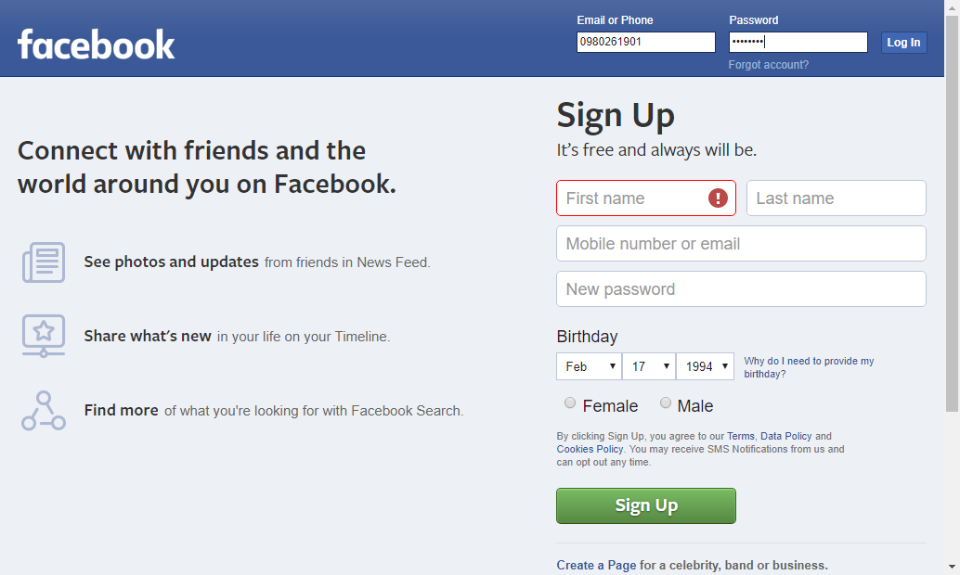 facebook
Email or Phone
Password
0980261901
••••••••
Log In
Forgot account?
Connect with friends and the
world around you on Facebook.
See photos and updates from friends in News Feed.
Share what's new in your life on your Timeline.
Find more of what you're looking for with Facebook Search.
Sign Up
It's free and always will be.
First name
Last name
Mobile number or email
New password
Birthday
Feb 17 1994
Why do I need to provide my
birthday?
Female Male
By clicking Sign Up, you agree to our Terms, Data Policy and
Cookies Policy. You may receive SMS Notifications from us and
can opt out any time.
Sign Up
Create a Page for a celebrity, band or business.